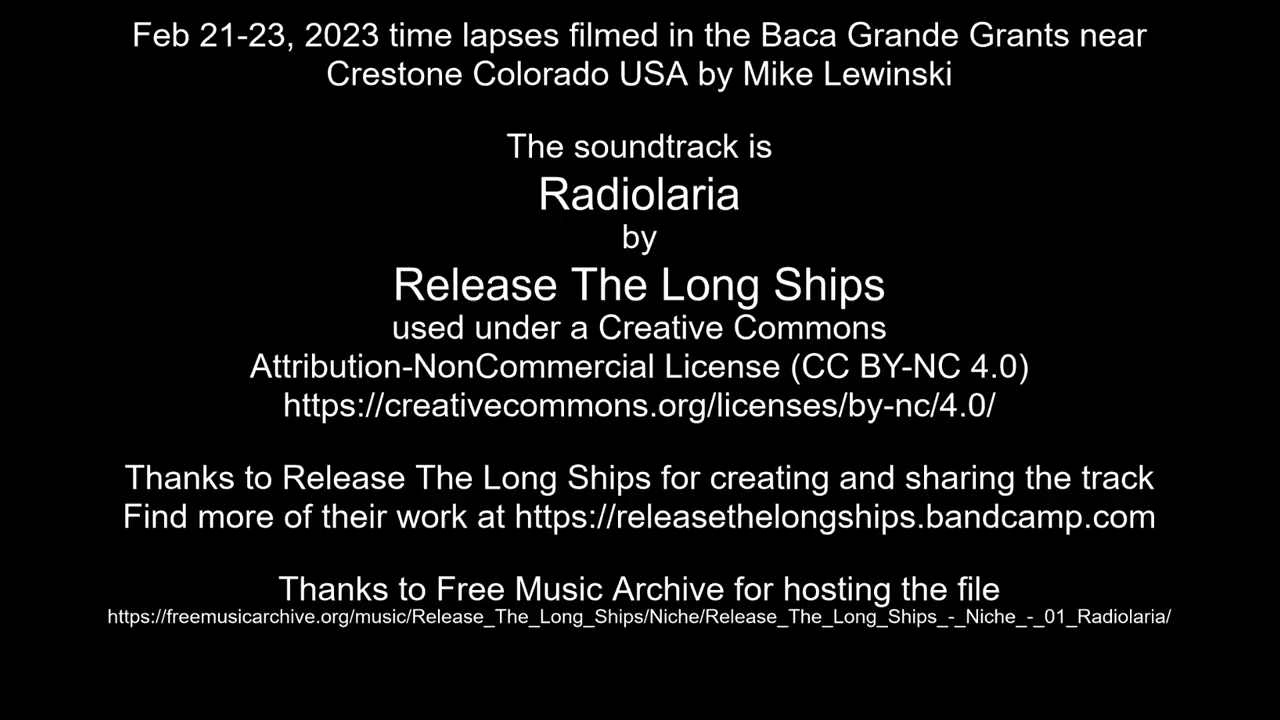 Feb 21-23, 2023 time lapses filmed in the Baca Grande Grants near
Crestone Colorado USA by Mike Lewinski
The soundtrack is
Radiolaria
by
Release The Long Ships
used under a Creative Commons
Attribution-NonCommercial License (CC BY-NC 4.0)
https://creativecommons.org/licenses/by-nc/4.0/
Thanks to Release The Long Ships for creating and sharing the track
Find more of their work at https://releasethelongships.bandcamp.com
Thanks to Free Music Archive for hosting the file
https://freemusicarchive.org/music/Release_The_Long_Ships/Niche/Release_The_Long_Ships_-_Niche_-_01_Radiolaria/